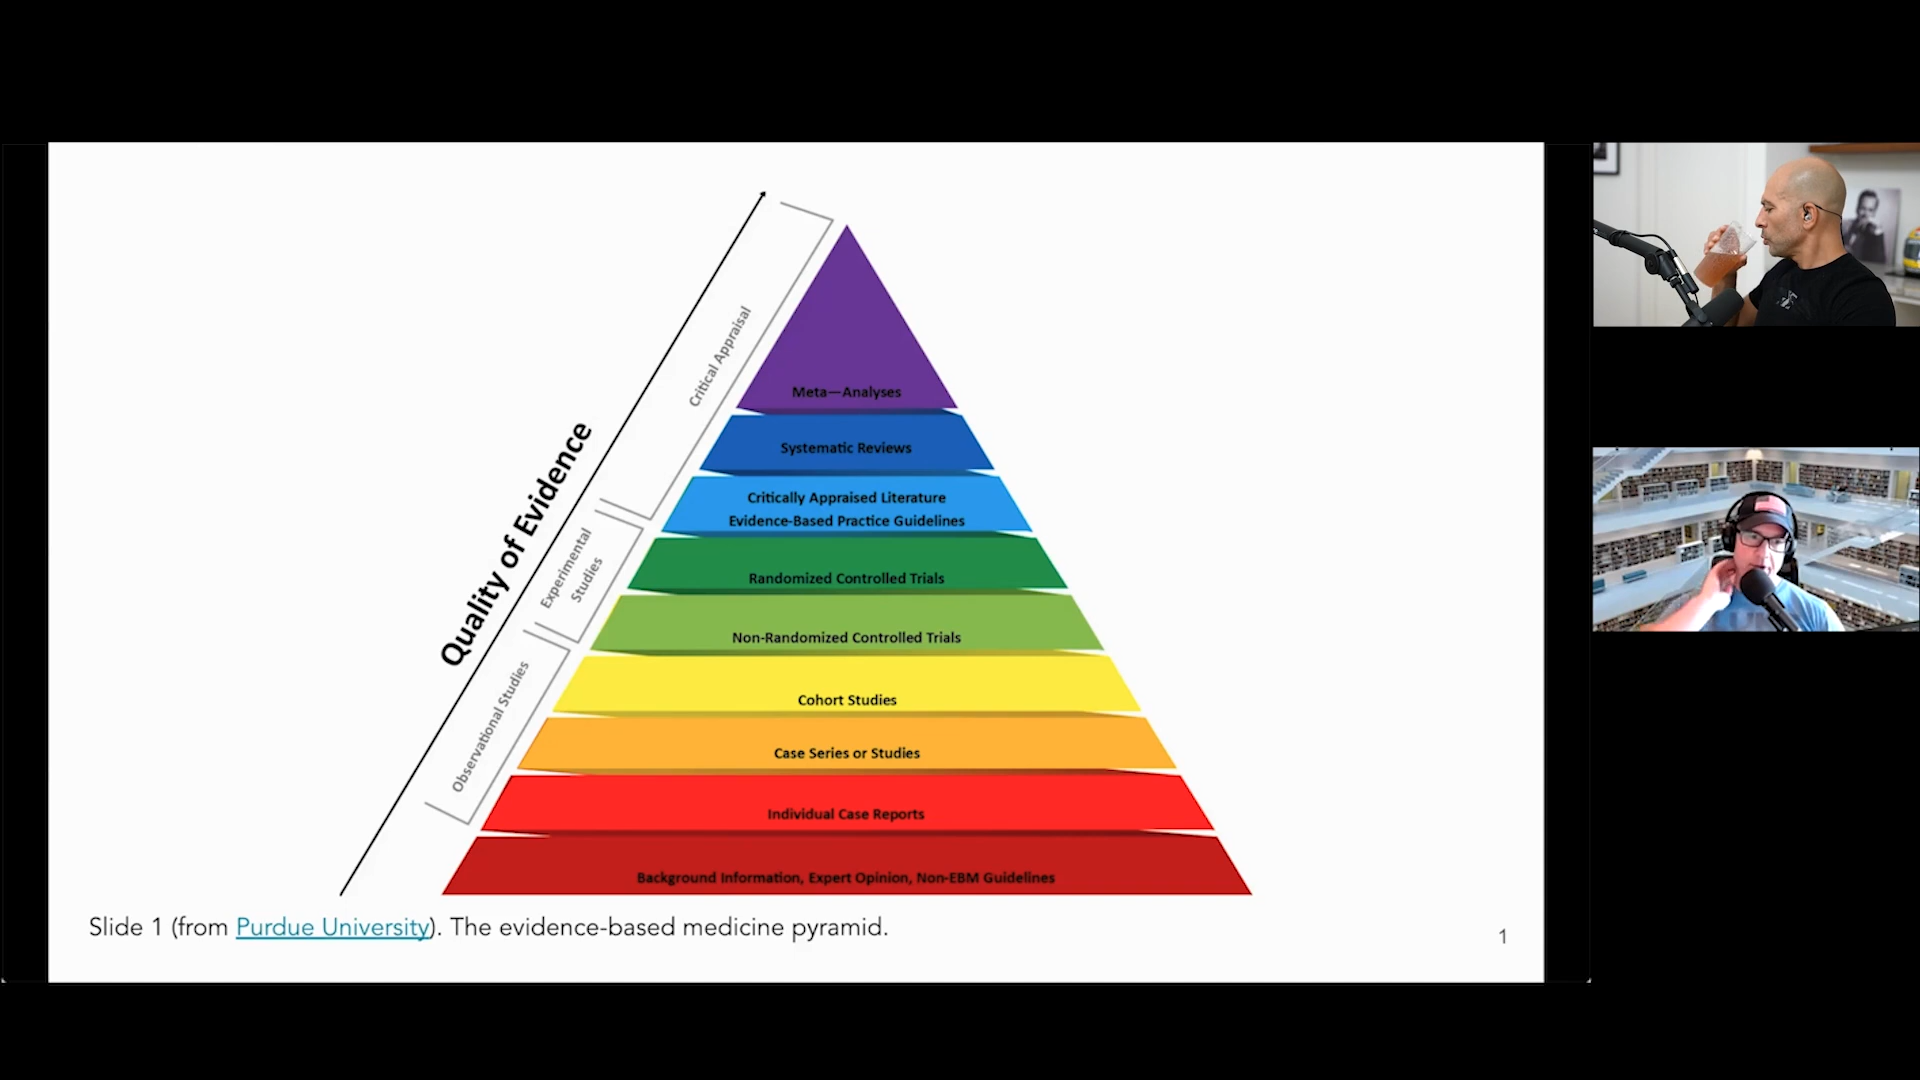 Quality of Evidence
Critical Appraisal
Experimental
Studies
Observational Studies
Meta—Analyses
Systematic Reviews
Critically Appraised Literature
Evidence-Based Practice Guidelines
Randomized Controlled Trials
Non-Randomized Controlled Trials
Cohort Studies
Case Series or Studies
Individual Case Reports
Background Information, Expert Opinion, Non-EBM Guidelines
Slide 1 (from Purdue University). The evidence-based medicine pyramid.
1